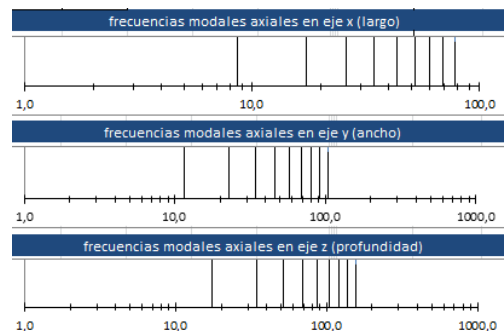 frecuencias modales axiales en eje x (largo)
1,0 10,0 100,0
frecuencias modales axiales en eje y (ancho)
1,0 10,0 100,0 1000,0
frecuencias modales axiales en eje z (profundidad)
1,0 10,0 100,0 1000,0